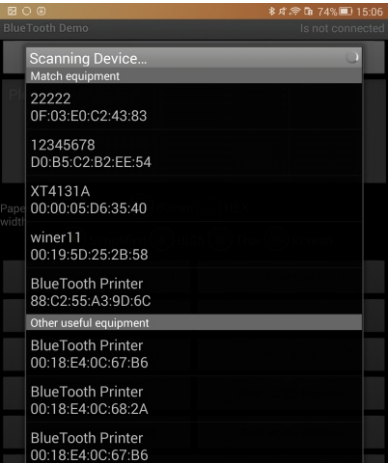 74% 15:06
BlueTooth Demo Is not connected
Scanning Device...
Match equipment
22222
0F:03:E0:C2:43:83
12345678
D0:B5:C2:B2:EE:54
XT4131A
00:00:05:D6:35:40
Pape
width
winer11
00:19:5D:25:2B:58
BlueTooth Printer
88:C2:55:A3:9D:6C
Other useful equipment
BlueTooth Printer
00:18:E4:0C:67:B6
BlueTooth Printer
00:18:E4:0C:68:2A
BlueTooth Printer
00:18:E4:0C:67:B6